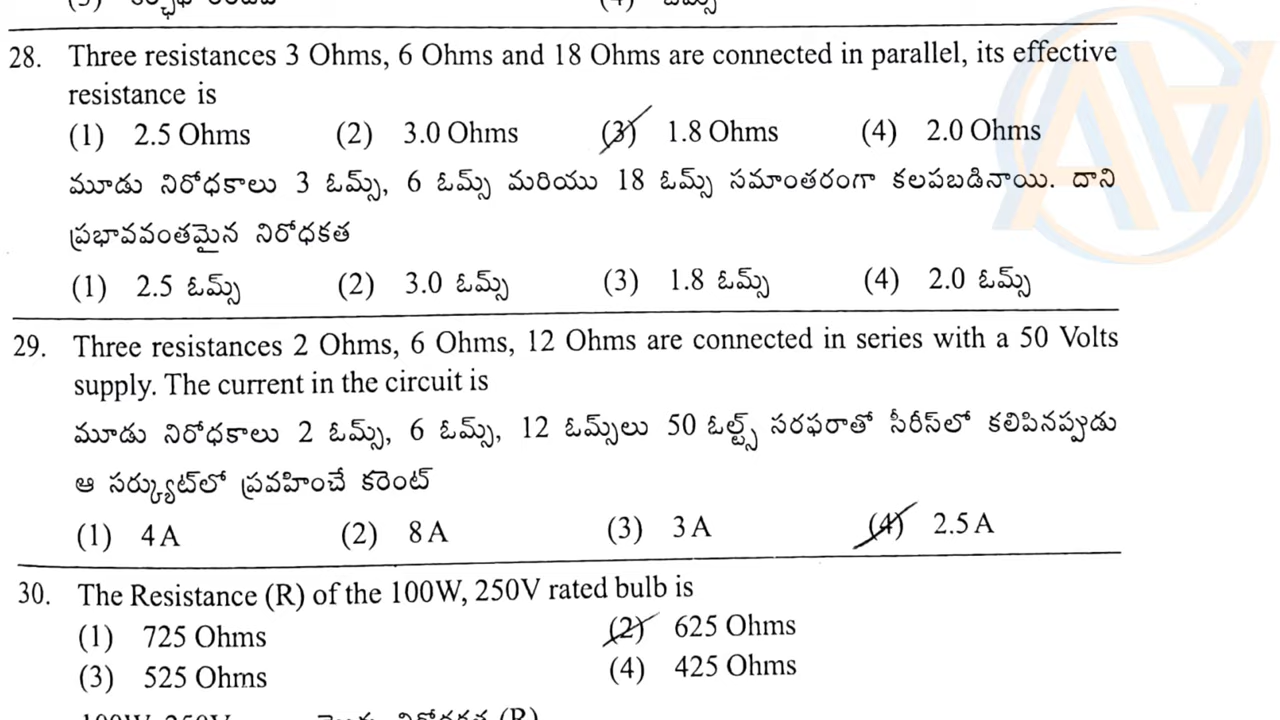 28. Three resistances 3 Ohms, 6 Ohms and 18 Ohms are connected in parallel, its effective
resistance is
(1) 2.5 Ohms (2) 3.0 Ohms (3) 1.8 Ohms (4) 2.0 Ohms
మూడు నిరోధకాలు 3 ఓమ్స్, 6 ఓమ్స్ మరియు 18 ఓమ్స్ సమాంతరంగా కలపబడినాయి. దాని
ప్రభావవంతమైన నిరోధకత
(1) 2.5 ఓమ్స్ (2) 3.0 ఓమ్స్ (3) 1.8 ఓమ్స్ (4) 2.0 ఓమ్స్
29. Three resistances 2 Ohms, 6 Ohms, 12 Ohms are connected in series with a 50 Volts
supply. The current in the circuit is
మూడు నిరోధకాలు 2 ఓమ్స్, 6 ఓమ్స్, 12 ఓమ్స్‌లు 50 ఓల్ట్స్ సరఫరాతో సీరీస్‌లో కలిపినప్పుడు
ఆ సర్క్యుట్‌లో ప్రవహించే కరెంట్
(1) 4 A (2) 8 A (3) 3 A (4) 2.5 A
30. The Resistance (R) of the 100W, 250V rated bulb is
(1) 725 Ohms (2) 625 Ohms
(3) 525 Ohms (4) 425 Ohms